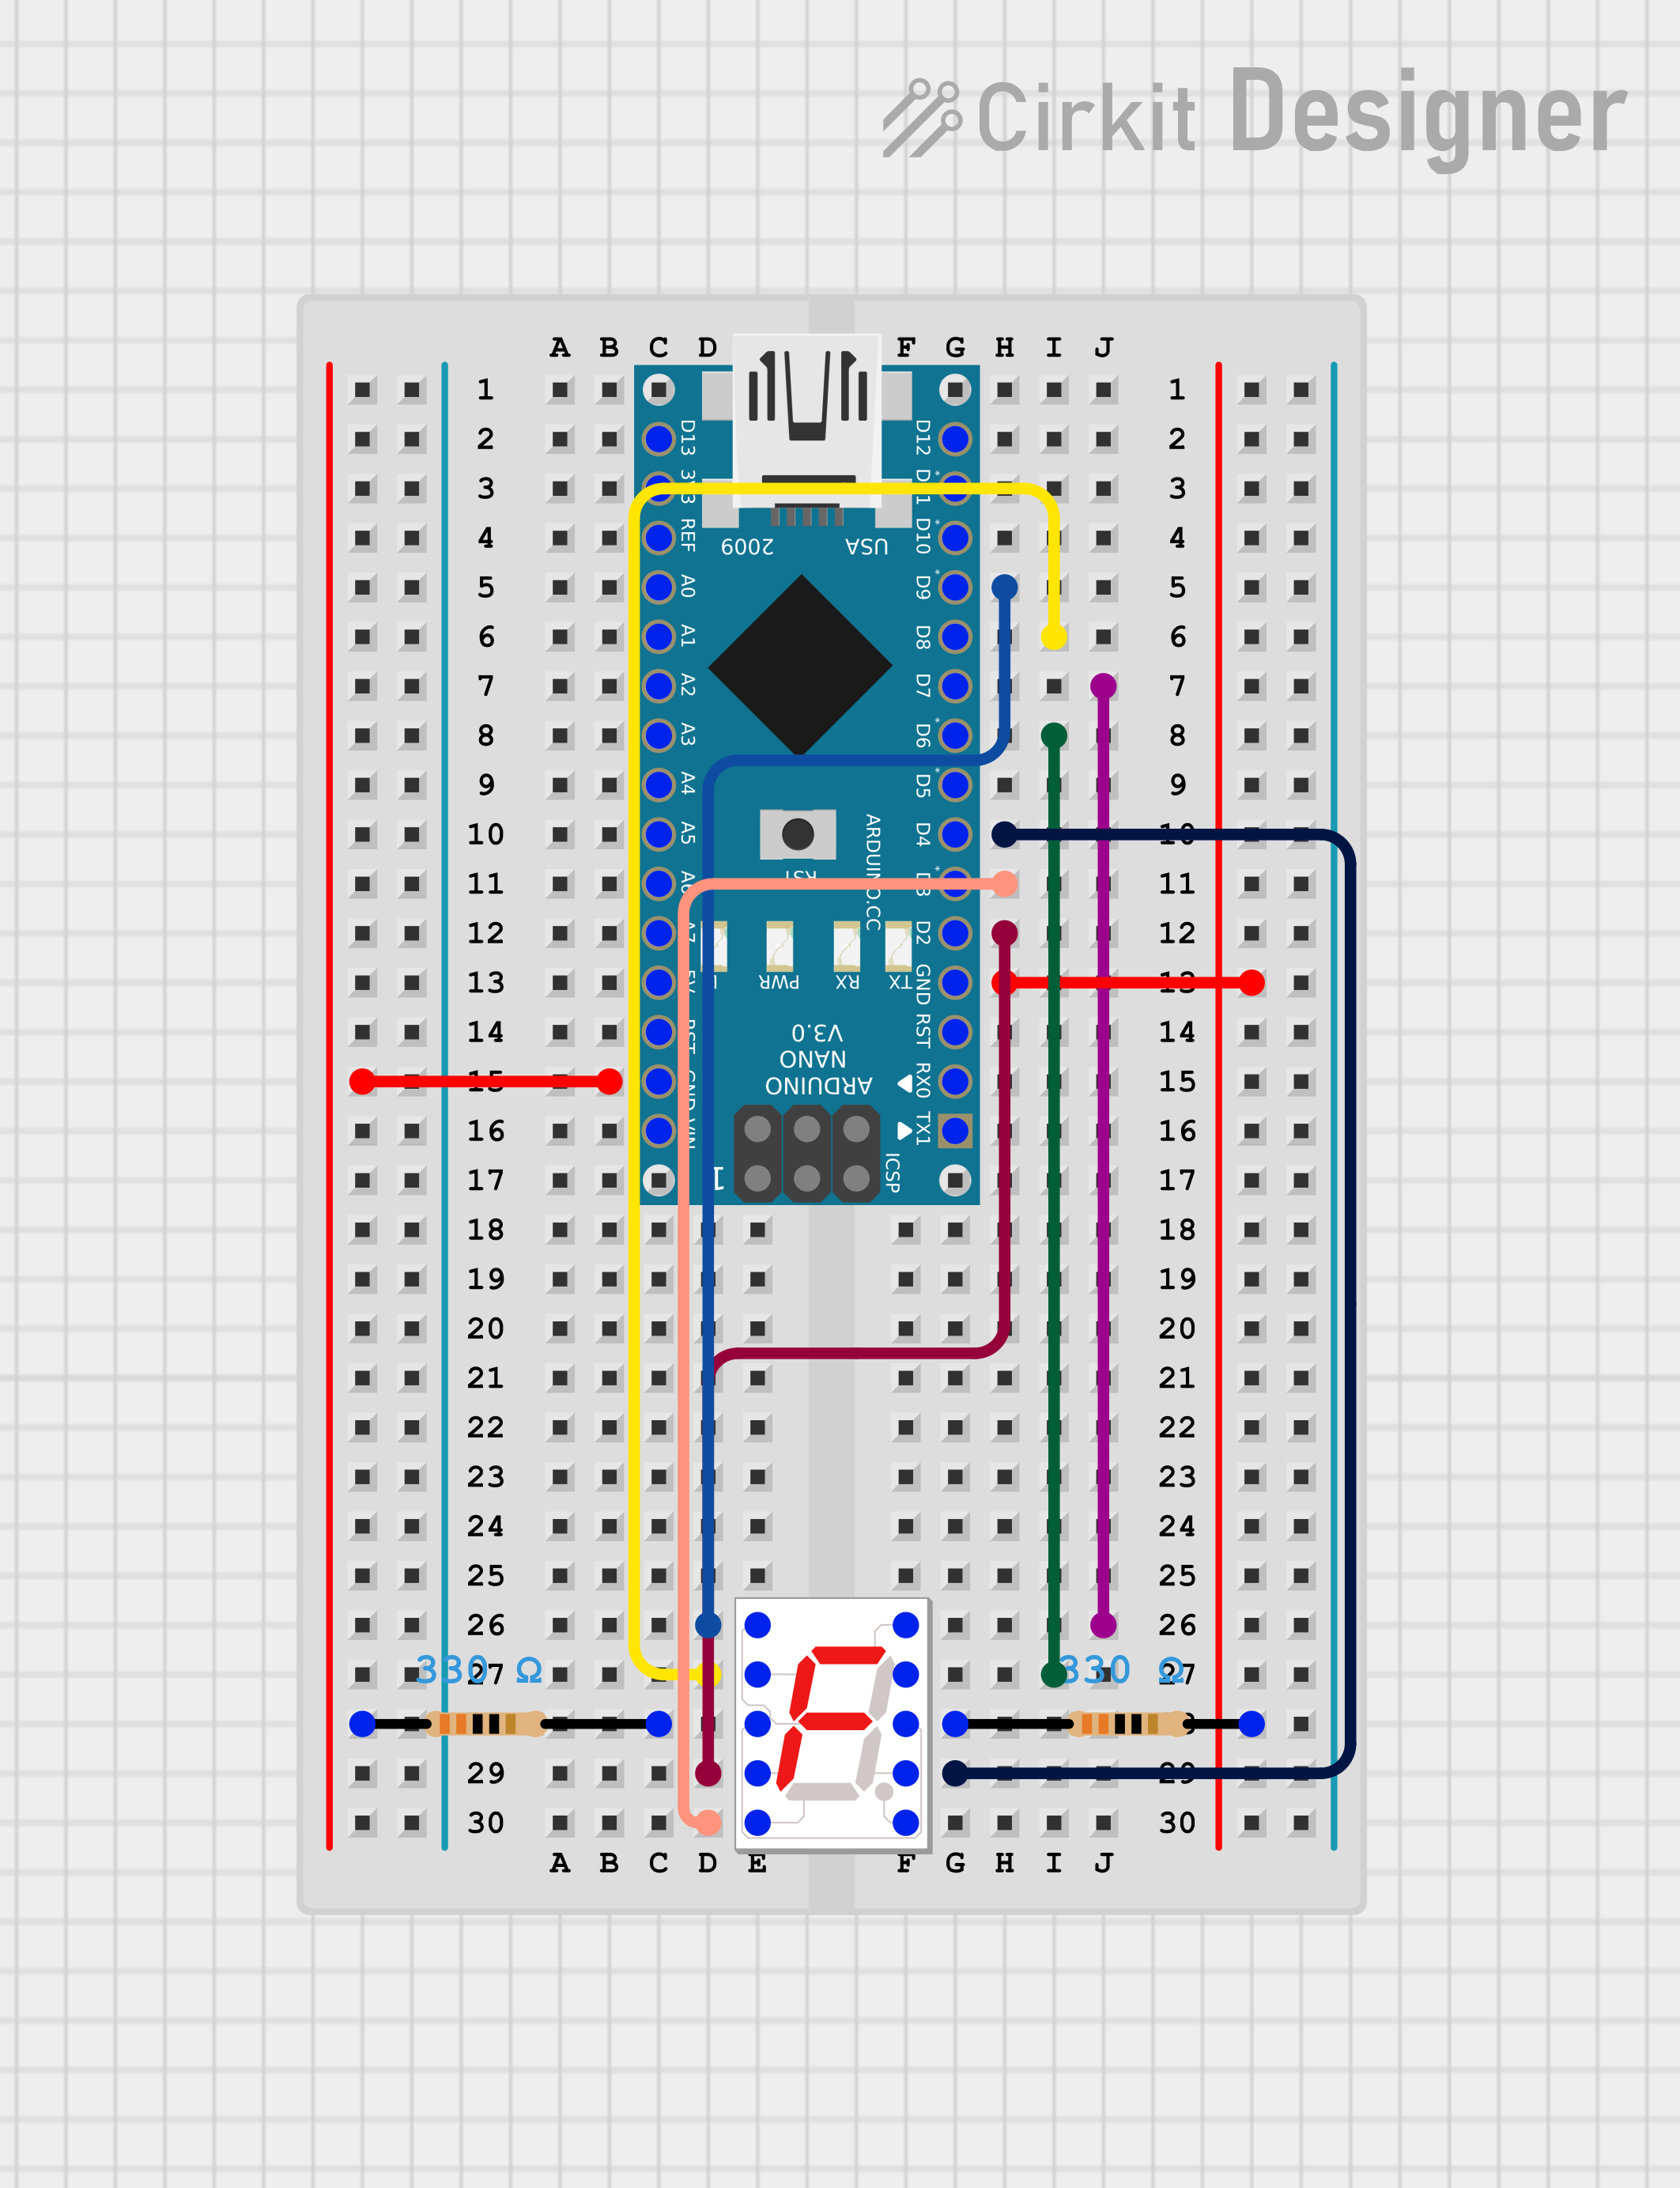 Cirkit Designer
A B C D F G H I J
1 1
D13 D12
2 2
3V3 D11
3 3
REF D10
4 4
2009 USA
A0 D9
5 5
A1 D8
6 6
A2 D7
7 7
A3 D6
8 8
A4 D5
9 9
A5 D4
10 10
ARDUINO.CC
RST
A6 D3
11 11
A7 D2
12 12
L PWR RX TX
5V GND
13 13
RST RST
14 14
V3.0
NANO
ARDUINO
GND RX0
15 15
VIN TX1
16 16
1 ICSP
17 17
18 18
19 19
20 20
21 21
22 22
23 23
24 24
25 25
26 26
330 Ω 330 Ω
27 27
29 29
30 30
A B C D E F G H I J